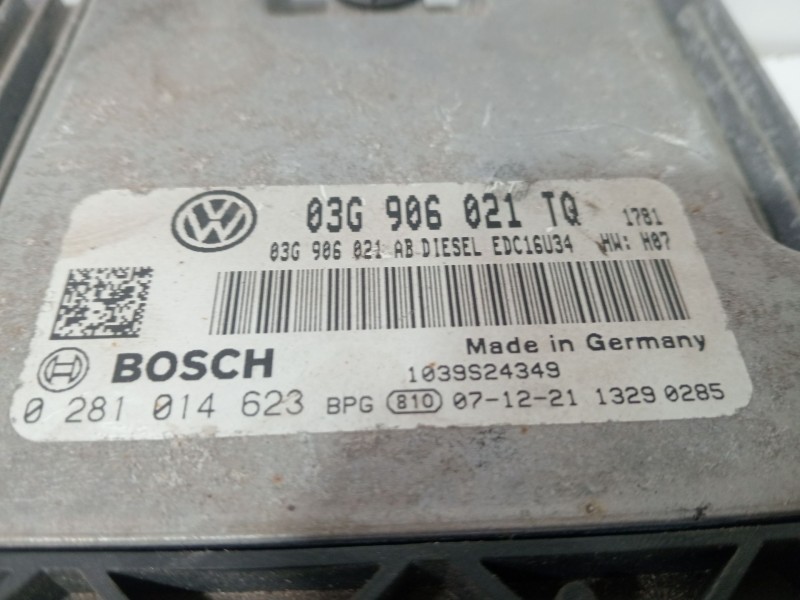 03G 906 021 TQ 1781
03G 906 021 AB DIESEL EDC16U34 HW: H07
Made in Germany
BOSCH 1039S24349
0 281 014 623 BPG 810 07-12-21 1329 0285